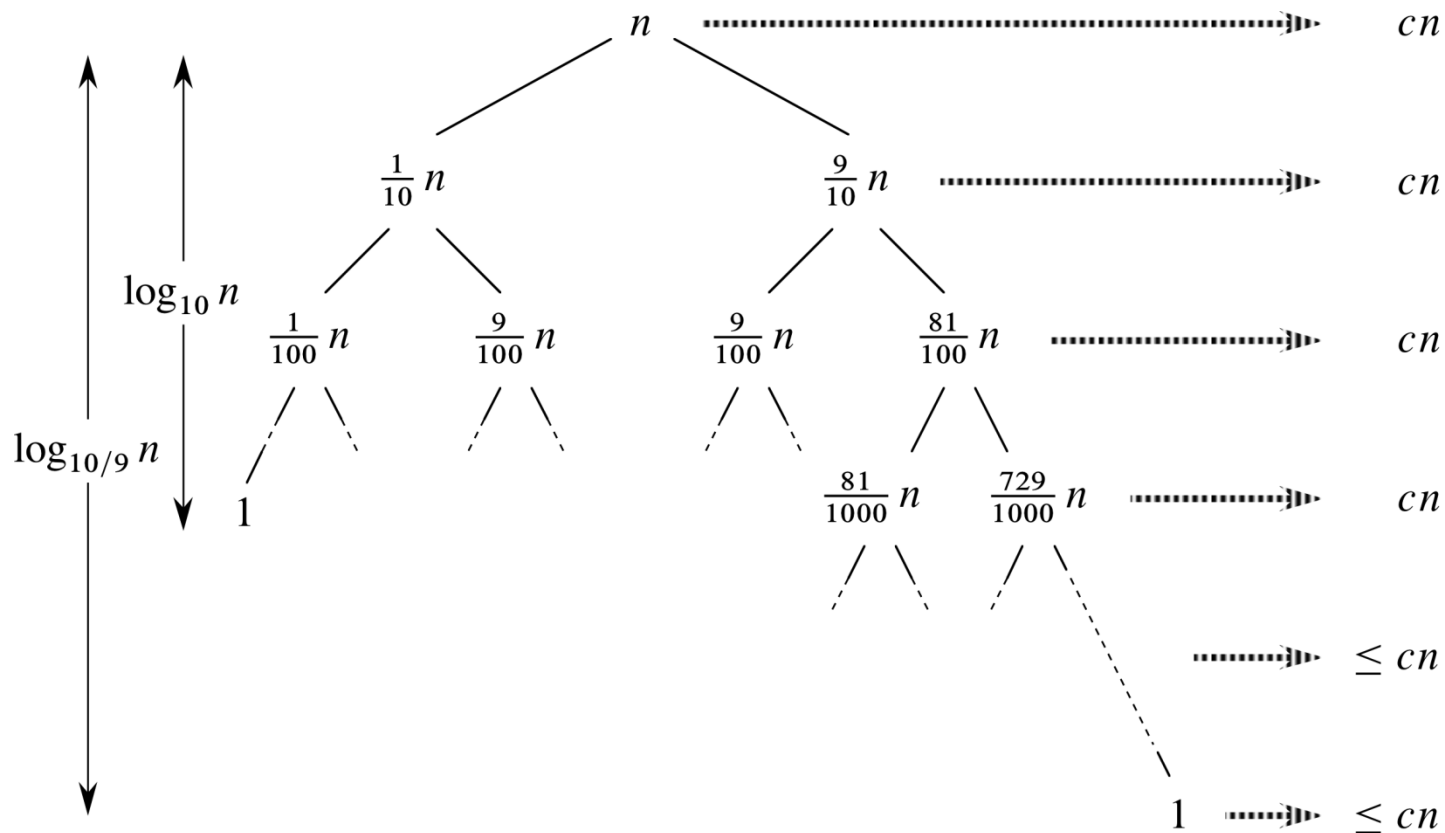 n cn
1/10 n 9/10 n cn
log₁₀ n
1/100 n 9/100 n 9/100 n 81/100 n cn
log₁₀/₉ n
1 81/1000 n 729/1000 n cn
≤ cn
1 ≤ cn